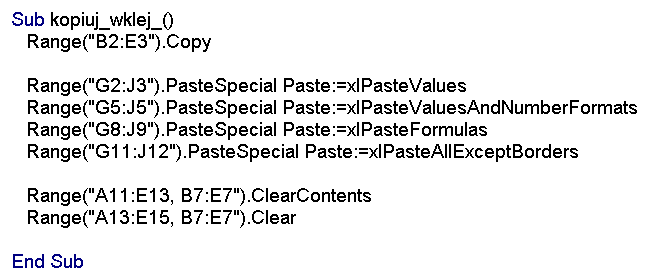 Sub kopiuj_wklej_()
Range("B2:E3").Copy
Range("G2:J3").PasteSpecial Paste:=xlPasteValues
Range("G5:J5").PasteSpecial Paste:=xlPasteValuesAndNumberFormats
Range("G8:J9").PasteSpecial Paste:=xlPasteFormulas
Range("G11:J12").PasteSpecial Paste:=xlPasteAllExceptBorders
Range("A11:E13, B7:E7").ClearContents
Range("A13:E15, B7:E7").Clear
End Sub